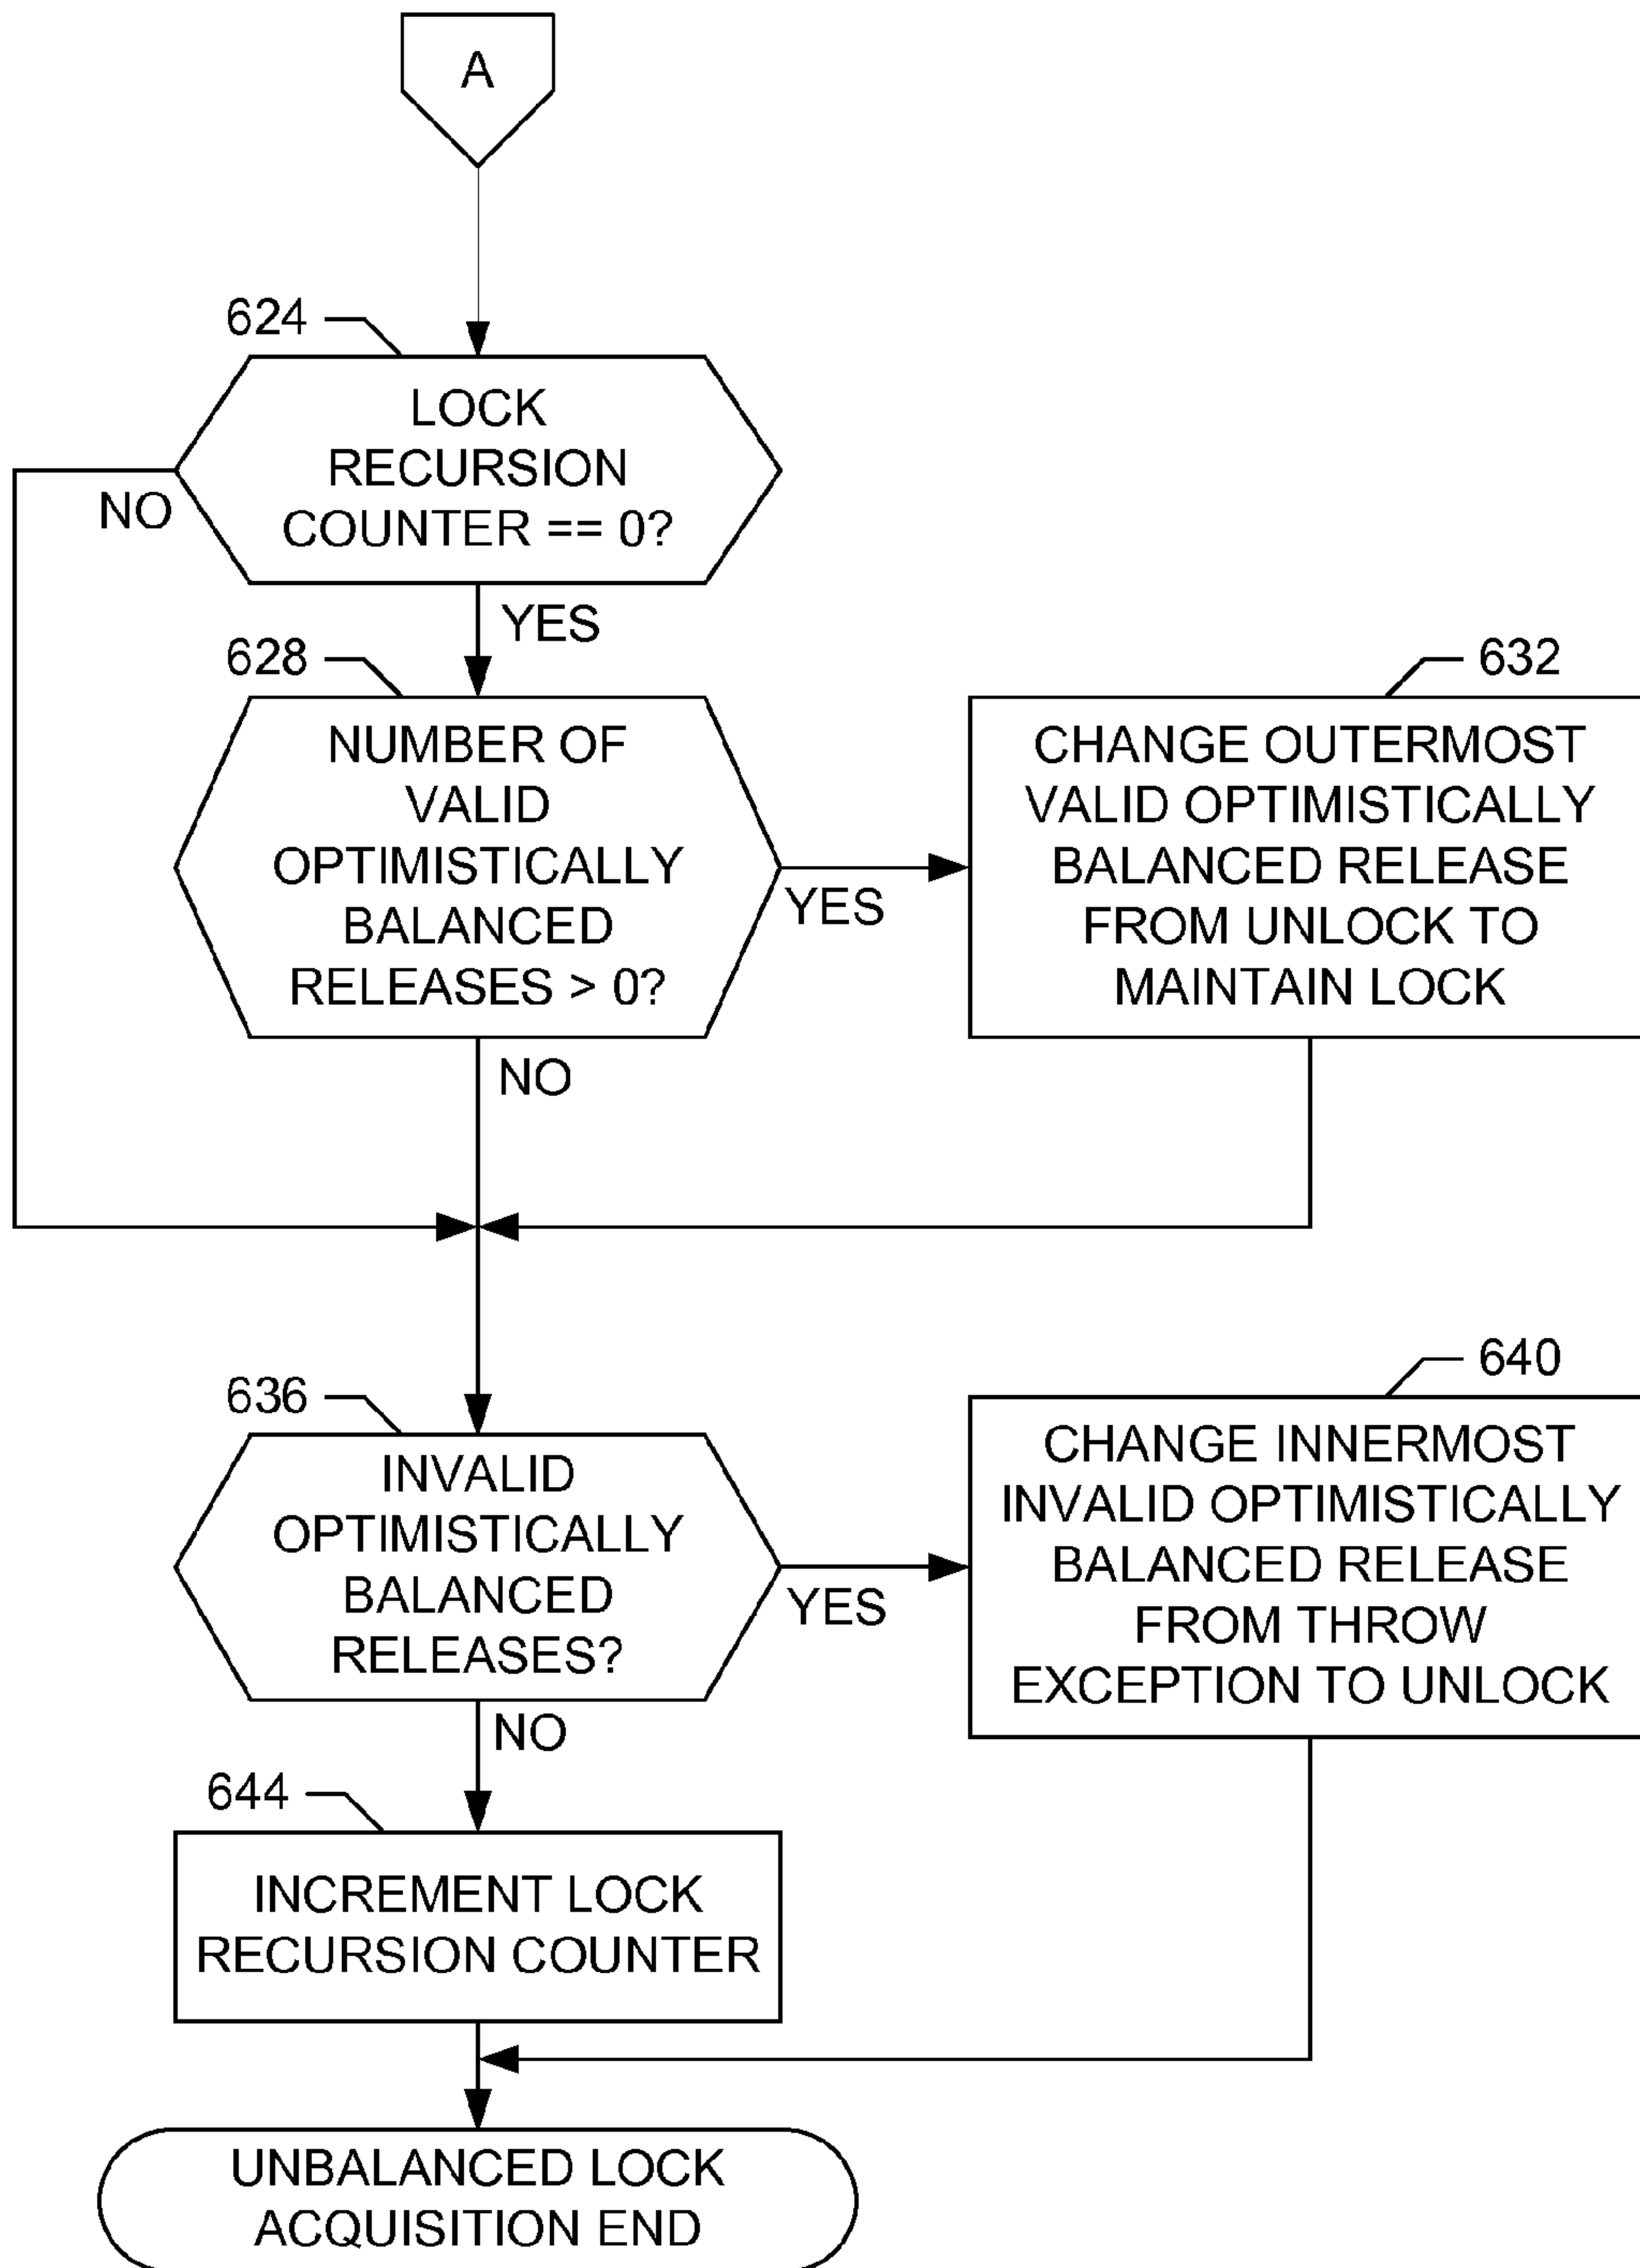 A
624
LOCK
RECURSION
COUNTER == 0?
NO
YES
628
NUMBER OF
VALID
OPTIMISTICALLY
BALANCED
RELEASES > 0?
YES
632
CHANGE OUTERMOST
VALID OPTIMISTICALLY
BALANCED RELEASE
FROM UNLOCK TO
MAINTAIN LOCK
NO
636
INVALID
OPTIMISTICALLY
BALANCED
RELEASES?
YES
640
CHANGE INNERMOST
INVALID OPTIMISTICALLY
BALANCED RELEASE
FROM THROW
EXCEPTION TO UNLOCK
NO
644
INCREMENT LOCK
RECURSION COUNTER
UNBALANCED LOCK
ACQUISITION END